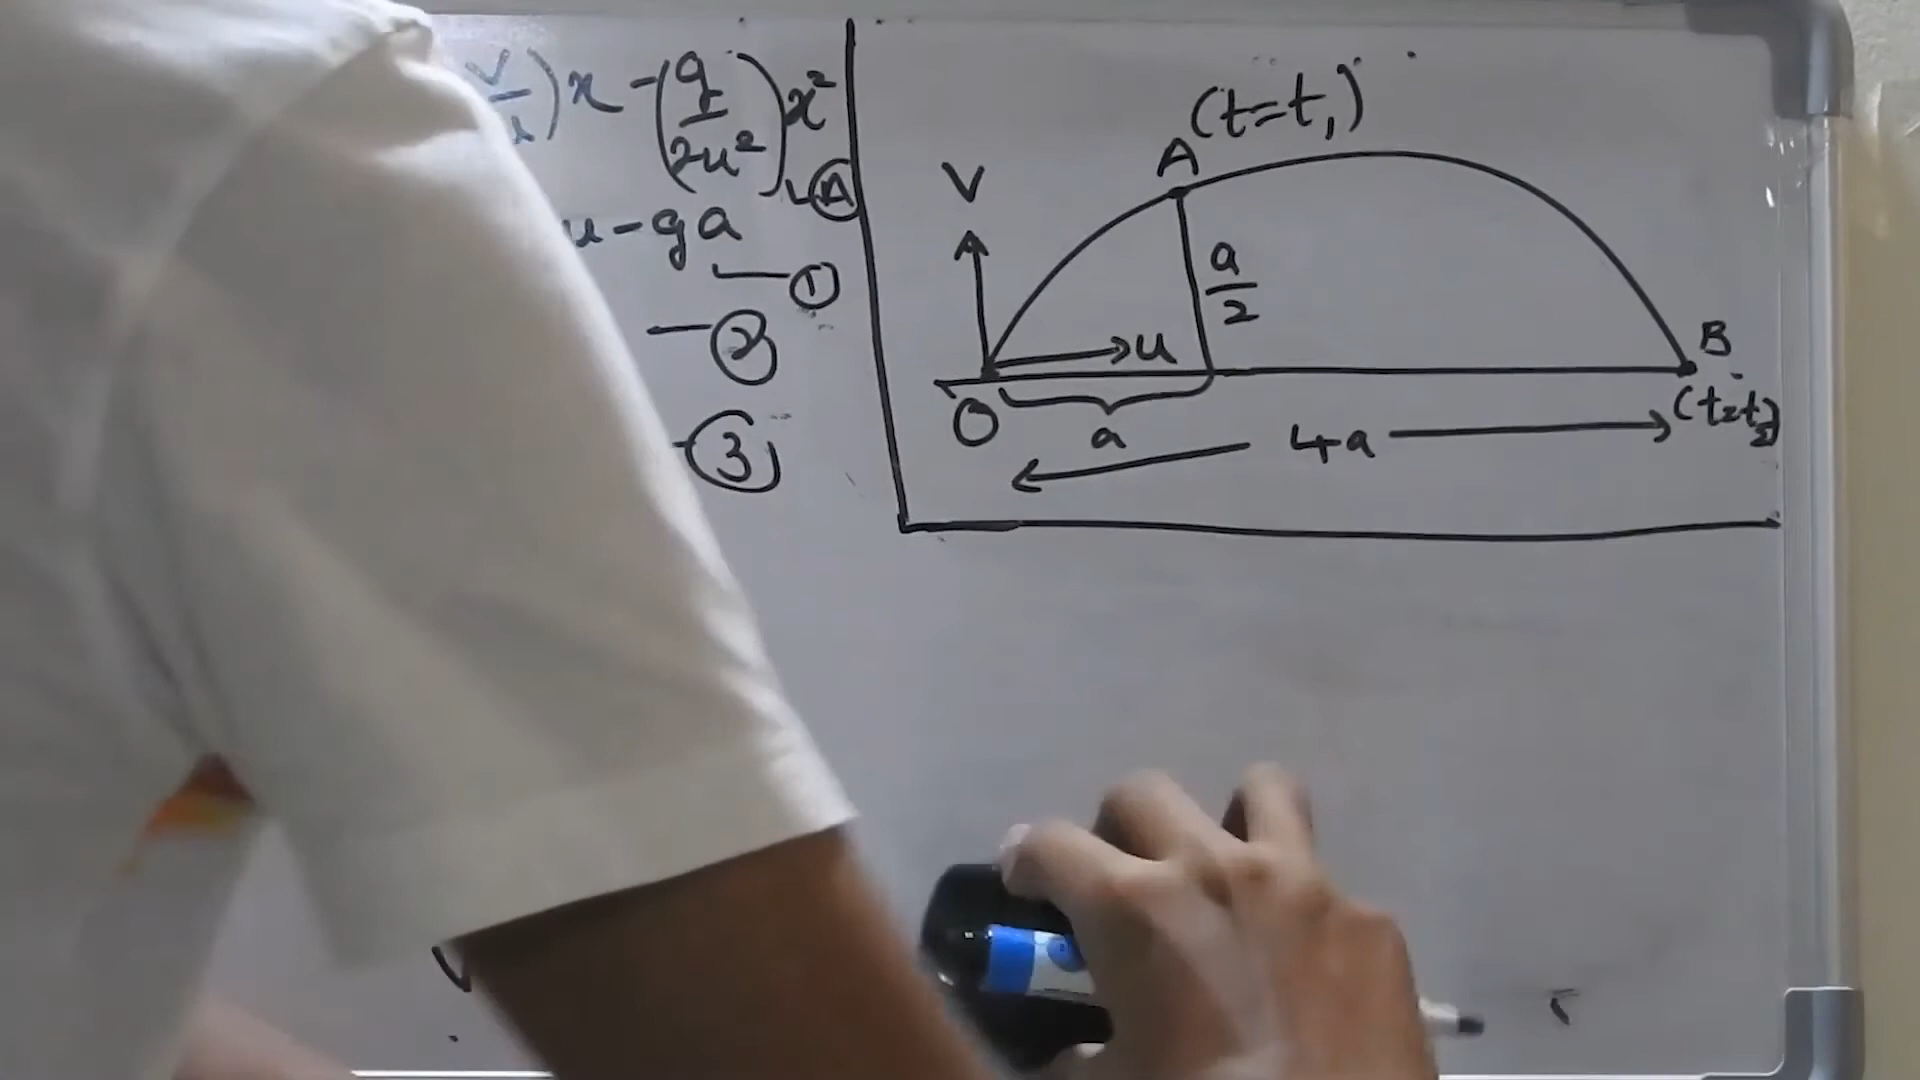 )x - (g/2u²)x²
A
u - ga
1
2
3
(t=t₁)
A
V
a/2
u
B
(t=t₂)
O
a
4a